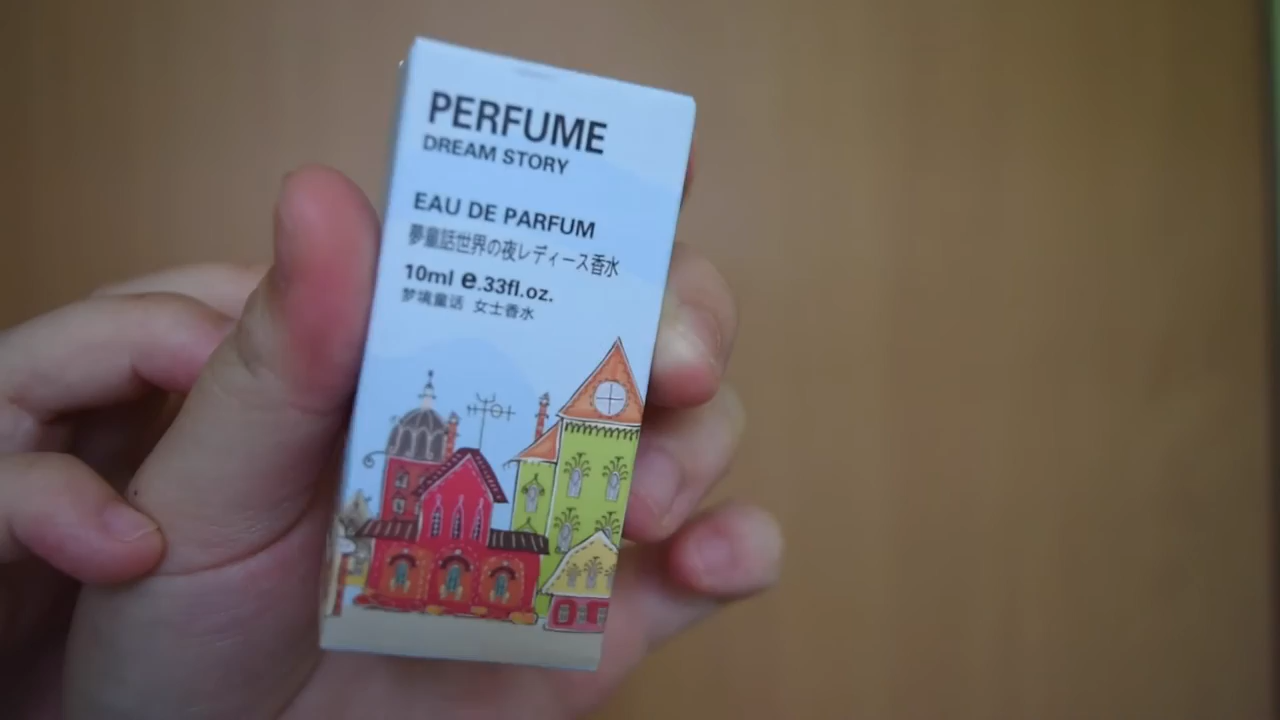 PERFUME
DREAM STORY
EAU DE PARFUM
夢童話世界の夜レディース香水
10ml e.33fl.oz.
梦境童话 女士香水